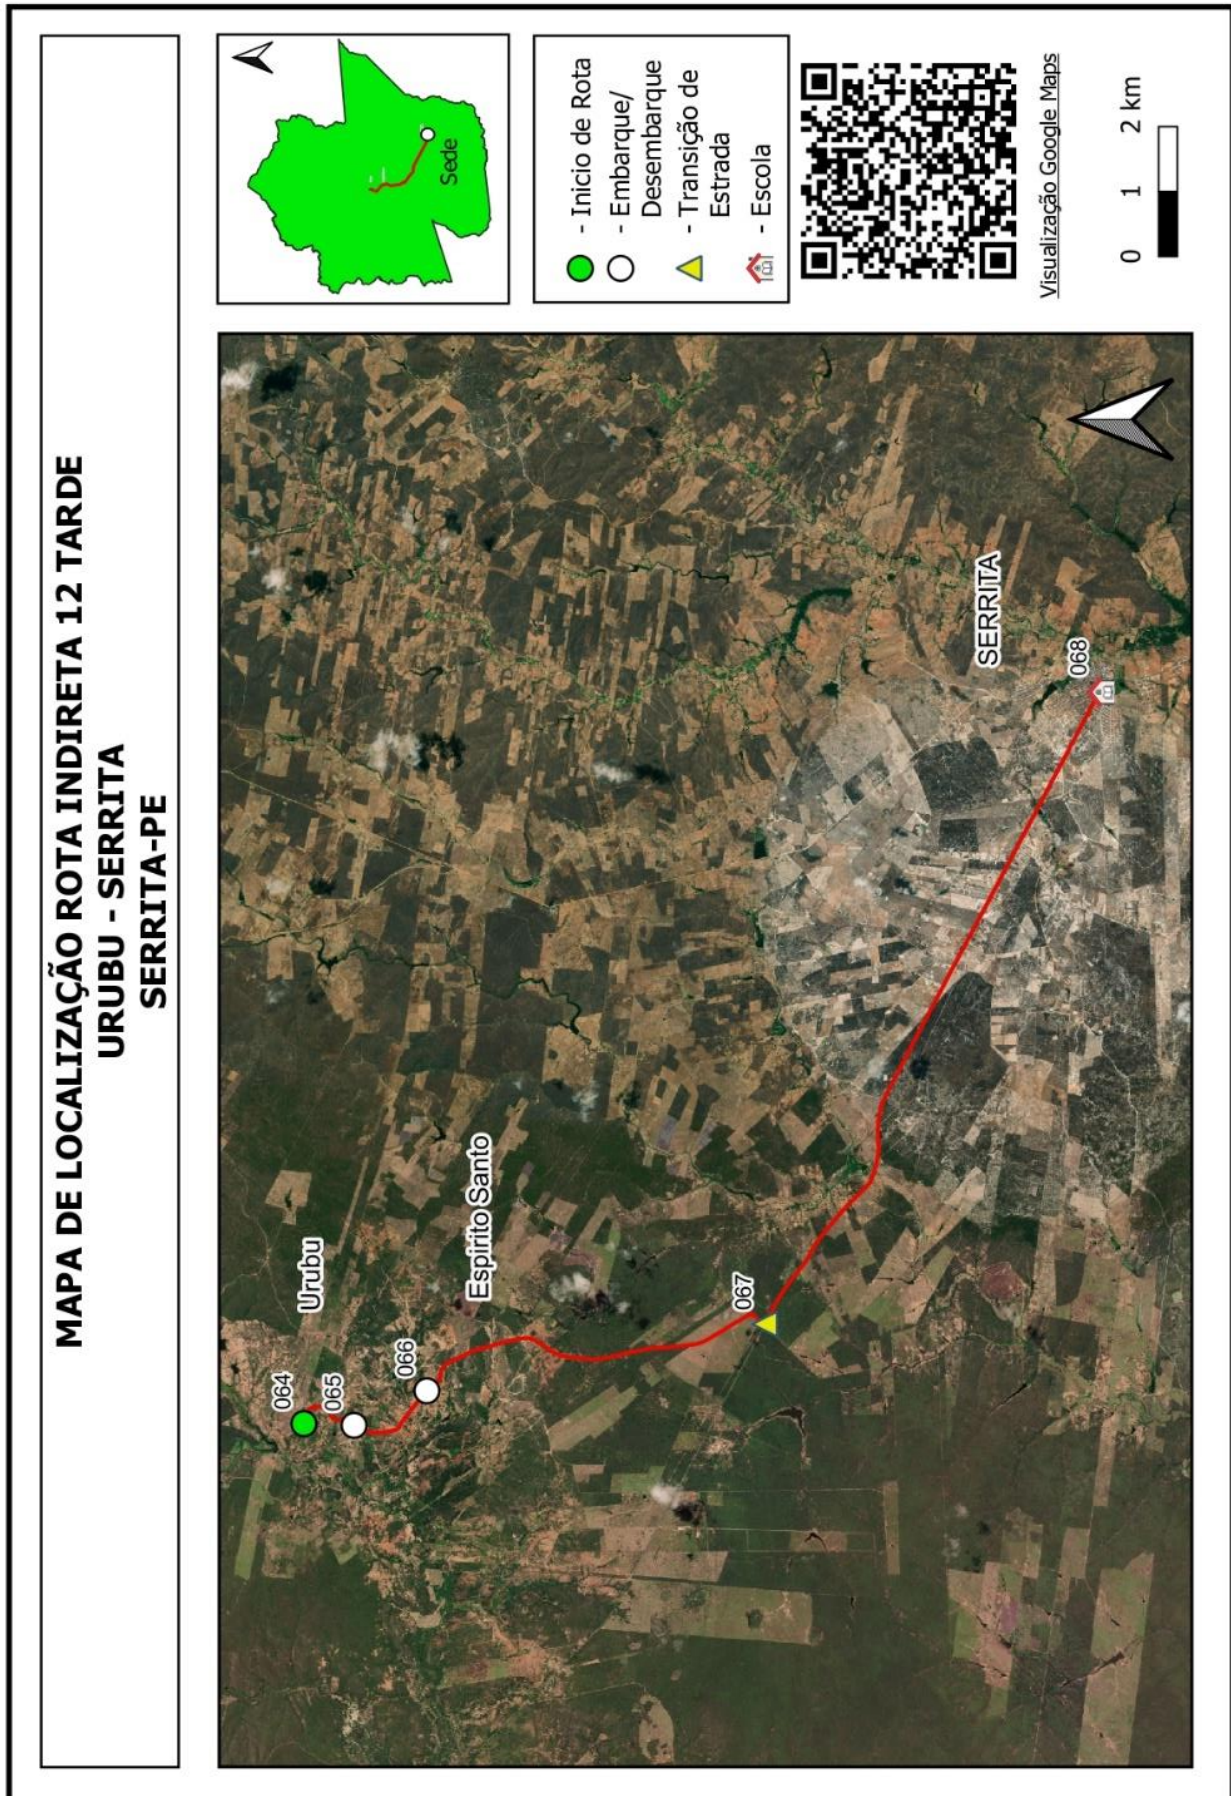 MAPA DE LOCALIZAÇÃO ROTA INDIRETA 12 TARDE
URUBU - SERRITA
SERRITA-PE
064
Urubu
065
066
Espirito Santo
067
SERRITA
068
Sede
- Inicio de Rota
- Embarque/
Desembarque
- Transição de
Estrada
- Escola
Visualização Google Maps
0 1 2 km